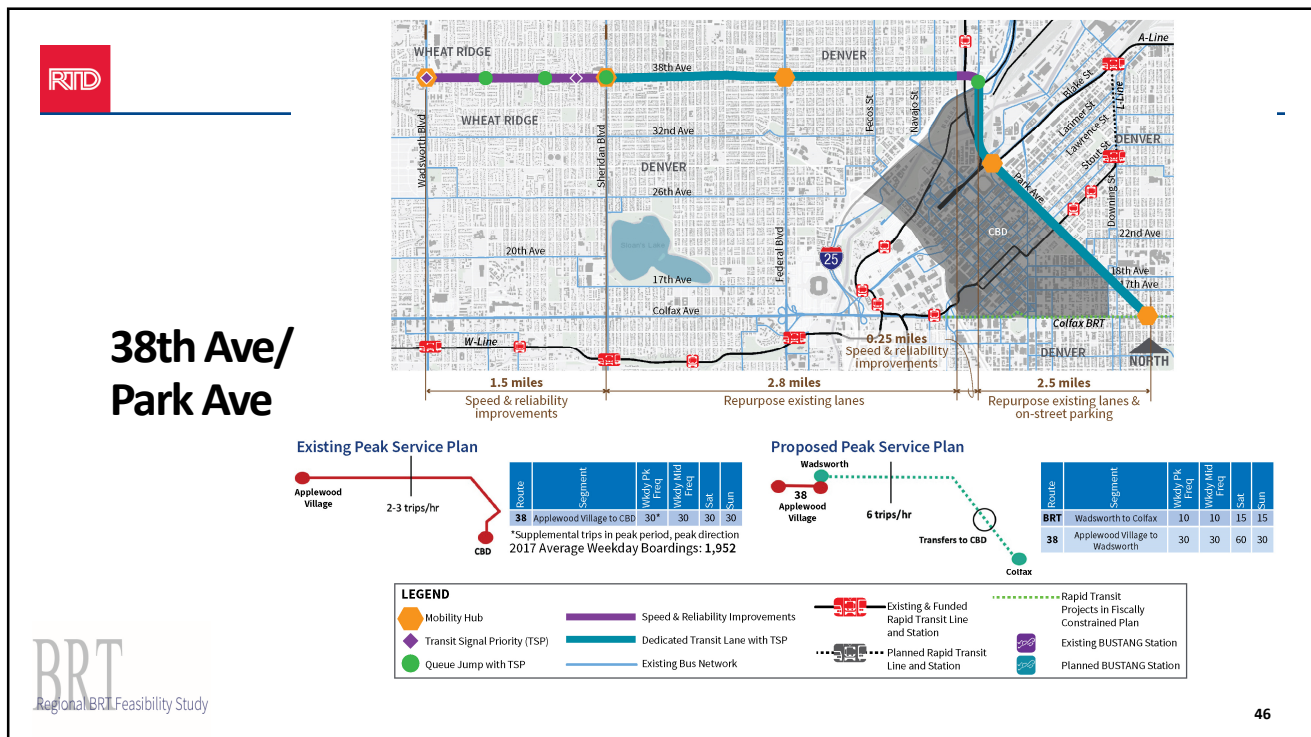 RTD
38th Ave/
Park Ave
WHEAT RIDGE
DENVER
A-Line
38th Ave
Blake St
L-Line
WHEAT RIDGE
Pecos St
Navajo St
Larimer St
Lawrence St
Stout St
DENVER
Wadsworth Blvd
32nd Ave
Sheridan Blvd
DENVER
26th Ave
Park Ave
Downing St
CBD
22nd Ave
20th Ave
Sloan's Lake
Federal Blvd
25
17th Ave
18th Ave
17th Ave
Colfax Ave
Colfax BRT
W-Line
0.25 miles
Speed & reliability
improvements
DENVER
NORTH
1.5 miles
Speed & reliability
improvements
2.8 miles
Repurpose existing lanes
2.5 miles
Repurpose existing lanes &
on-street parking
Existing Peak Service Plan
Applewood
Village
2-3 trips/hr
CBD
Route Segment Wkdy Pk Freq Wkdy Mid Freq Sat Sun
38 Applewood Village to CBD 30* 30 30 30
*Supplemental trips in peak period, peak direction
2017 Average Weekday Boardings: 1,952
Proposed Peak Service Plan
Wadsworth
38
Applewood
Village
6 trips/hr
Transfers to CBD
Colfax
Route Segment Wkdy Pk Freq Wkdy Mid Freq Sat Sun
BRT Wadsworth to Colfax 10 10 15 15
38 Applewood Village to Wadsworth 30 30 60 30
LEGEND
Mobility Hub
Transit Signal Priority (TSP)
Queue Jump with TSP
Speed & Reliability Improvements
Dedicated Transit Lane with TSP
Existing Bus Network
Existing & Funded
Rapid Transit Line
and Station
Planned Rapid Transit
Line and Station
Rapid Transit
Projects in Fiscally
Constrained Plan
Existing BUSTANG Station
Planned BUSTANG Station
BRT
Regional BRT Feasibility Study
46